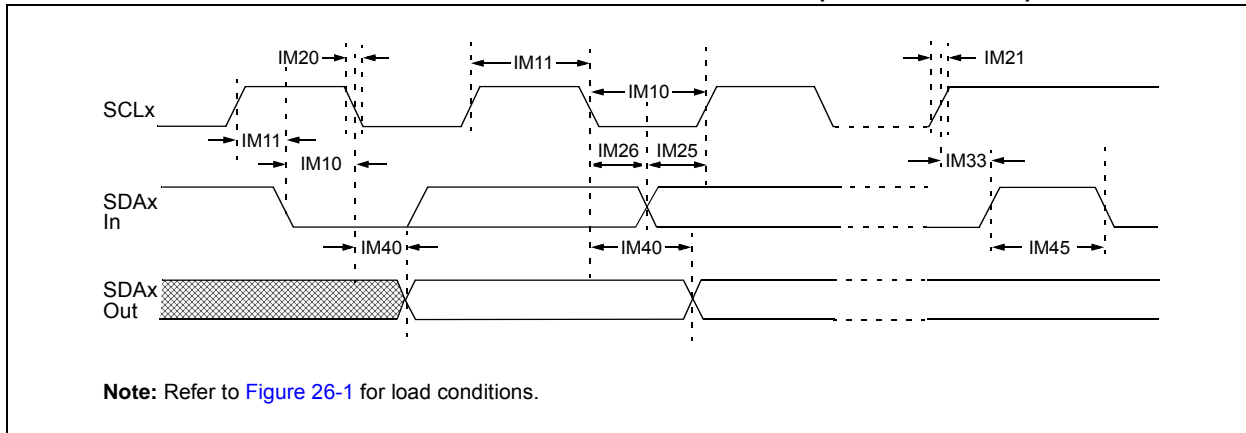 IM20
IM11
IM21
IM10
SCLx
IM11
IM26
IM25
IM10
IM33
SDAx
In
IM40
IM40
IM45
SDAx
Out
Note: Refer to Figure 26-1 for load conditions.